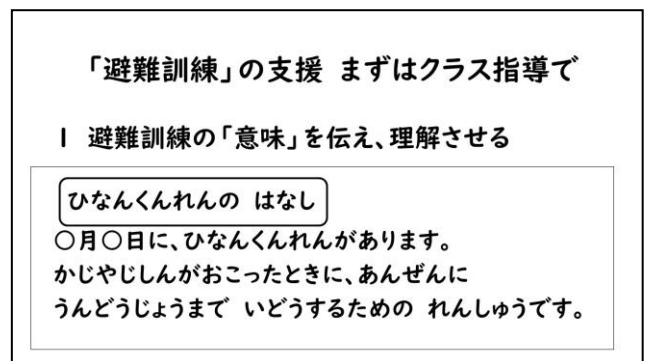 「避難訓練」の支援 まずはクラス指導で
1 避難訓練の「意味」を伝え、理解させる
ひなんくんれんの はなし
〇月〇日に、ひなんくんれんがあります。
かじやじしんがおこったときに、あんぜんに
うんどうじょうまで いどうするための れんしゅうです。